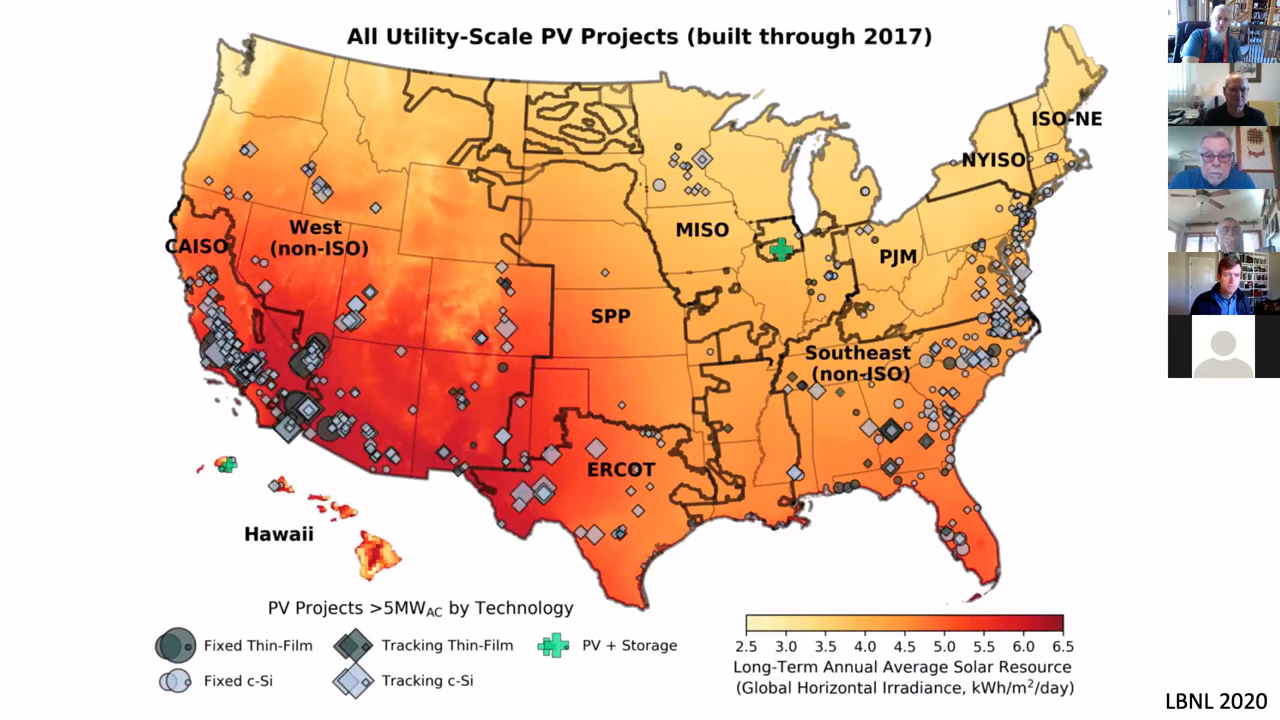 All Utility-Scale PV Projects (built through 2017)
ISO-NE
NYISO
West
(non-ISO)
MISO
CAISO
PJM
SPP
Southeast
(non-ISO)
ERCOT
Hawaii
PV Projects >5MWAC by Technology
Fixed Thin-Film
Tracking Thin-Film
PV + Storage
Fixed c-Si
Tracking c-Si
2.5 3.0 3.5 4.0 4.5 5.0 5.5 6.0 6.5
Long-Term Annual Average Solar Resource
(Global Horizontal Irradiance, kWh/m²/day)
LBNL 2020